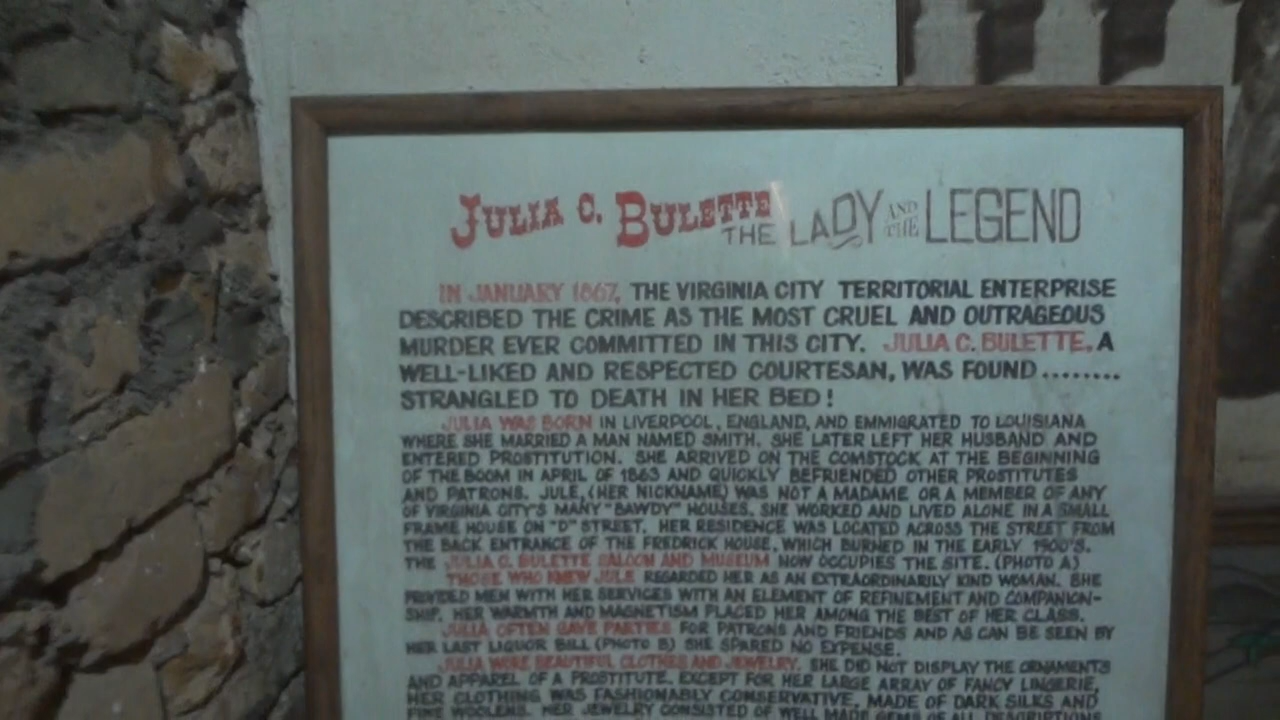 JULIA C. BULETTE THE LADY AND THE LEGEND
IN JANUARY 1867, THE VIRGINIA CITY TERRITORIAL ENTERPRISE
DESCRIBED THE CRIME AS THE MOST CRUEL AND OUTRAGEOUS
MURDER EVER COMMITTED IN THIS CITY. JULIA C. BULETTE, A
WELL-LIKED AND RESPECTED COURTESAN, WAS FOUND ........
STRANGLED TO DEATH IN HER BED!
JULIA WAS BORN IN LIVERPOOL, ENGLAND, AND EMMIGRATED TO LOUISIANA
WHERE SHE MARRIED A MAN NAMED SMITH. SHE LATER LEFT HER HUSBAND AND
ENTERED PROSTITUTION. SHE ARRIVED ON THE COMSTOCK AT THE BEGINNING
OF THE BOOM IN APRIL OF 1863 AND QUICKLY BEFRIENDED OTHER PROSTITUTES
AND PATRONS. JULE, (HER NICKNAME) WAS NOT A MADAME OR A MEMBER OF ANY
OF VIRGINIA CITY'S MANY "BAWDY" HOUSES. SHE WORKED AND LIVED ALONE IN A SMALL
FRAME HOUSE ON "D" STREET. HER RESIDENCE WAS LOCATED ACROSS THE STREET FROM
THE BACK ENTRANCE OF THE FREDRICK HOUSE, WHICH BURNED IN THE EARLY 1900'S.
THE JULIA C. BULETTE SALOON AND MUSEUM NOW OCCUPIES THE SITE. (PHOTO A)
THOSE WHO KNEW JULE REGARDED HER AS AN EXTRAORDINARILY KIND WOMAN. SHE
PROVIDED MEN WITH HER SERVICES WITH AN ELEMENT OF REFINEMENT AND COMPANION-
SHIP. HER WARMTH AND MAGNETISM PLACED HER AMONG THE BEST OF HER CLASS.
JULIA OFTEN GAVE PARTIES FOR PATRONS AND FRIENDS AND AS CAN BE SEEN BY
HER LAST LIQUOR BILL (PHOTO B) SHE SPARED NO EXPENSE.
JULIA WORE BEAUTIFUL CLOTHES AND JEWELRY. SHE DID NOT DISPLAY THE ORNAMENTS
AND APPAREL OF A PROSTITUTE. EXCEPT FOR HER LARGE ARRAY OF FANCY LINGERIE,
HER CLOTHING WAS FASHIONABLY CONSERVATIVE, MADE OF DARK SILKS AND
FINE WOOLENS. HER JEWELRY CONSISTED OF WELL MADE GEMS OF ALL DESCRIPTIONS